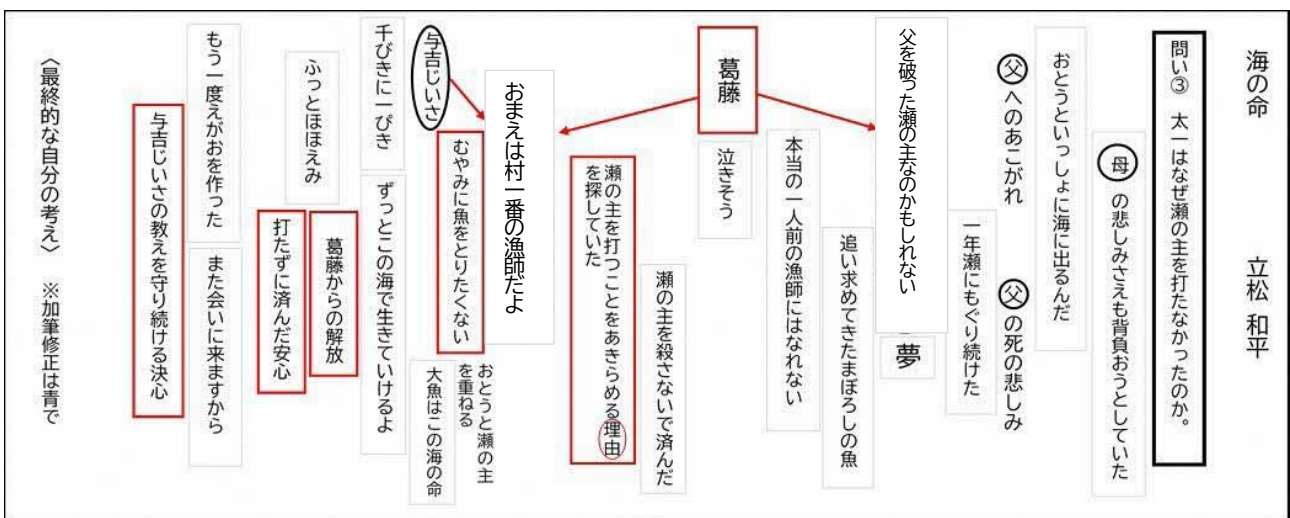 海の命
立松 和平
問い③ 太一はなぜ瀬の主を打たなかったのか。
母の悲しみさえも背負おうとしていた
おとうといっしょに海に出るんだ
父へのあこがれ
父の死の悲しみ
一年瀬にもぐり続けた
父を破った瀬の主なのかもしれない
夢
追い求めてきたまぼろしの魚
本当の一人前の漁師にはなれない
葛藤
泣きそう
瀬の主を殺さないで済んだ
瀬の主を打つことをあきらめる理由
を探していた
おまえは村一番の漁師だよ
与吉じいさ
むやみに魚をとりたくない
おとうと瀬の主
を重ねる
大魚はこの海の命
千びきに一ぴき
ずっとこの海で生きていけるよ
ふっとほほえみ
葛藤からの解放
打たずに済んだ安心
もう一度えがおを作った
また会いに来ますから
与吉じいさの教えを守り続ける決心
〈最終的な自分の考え〉 ※加筆修正は青で